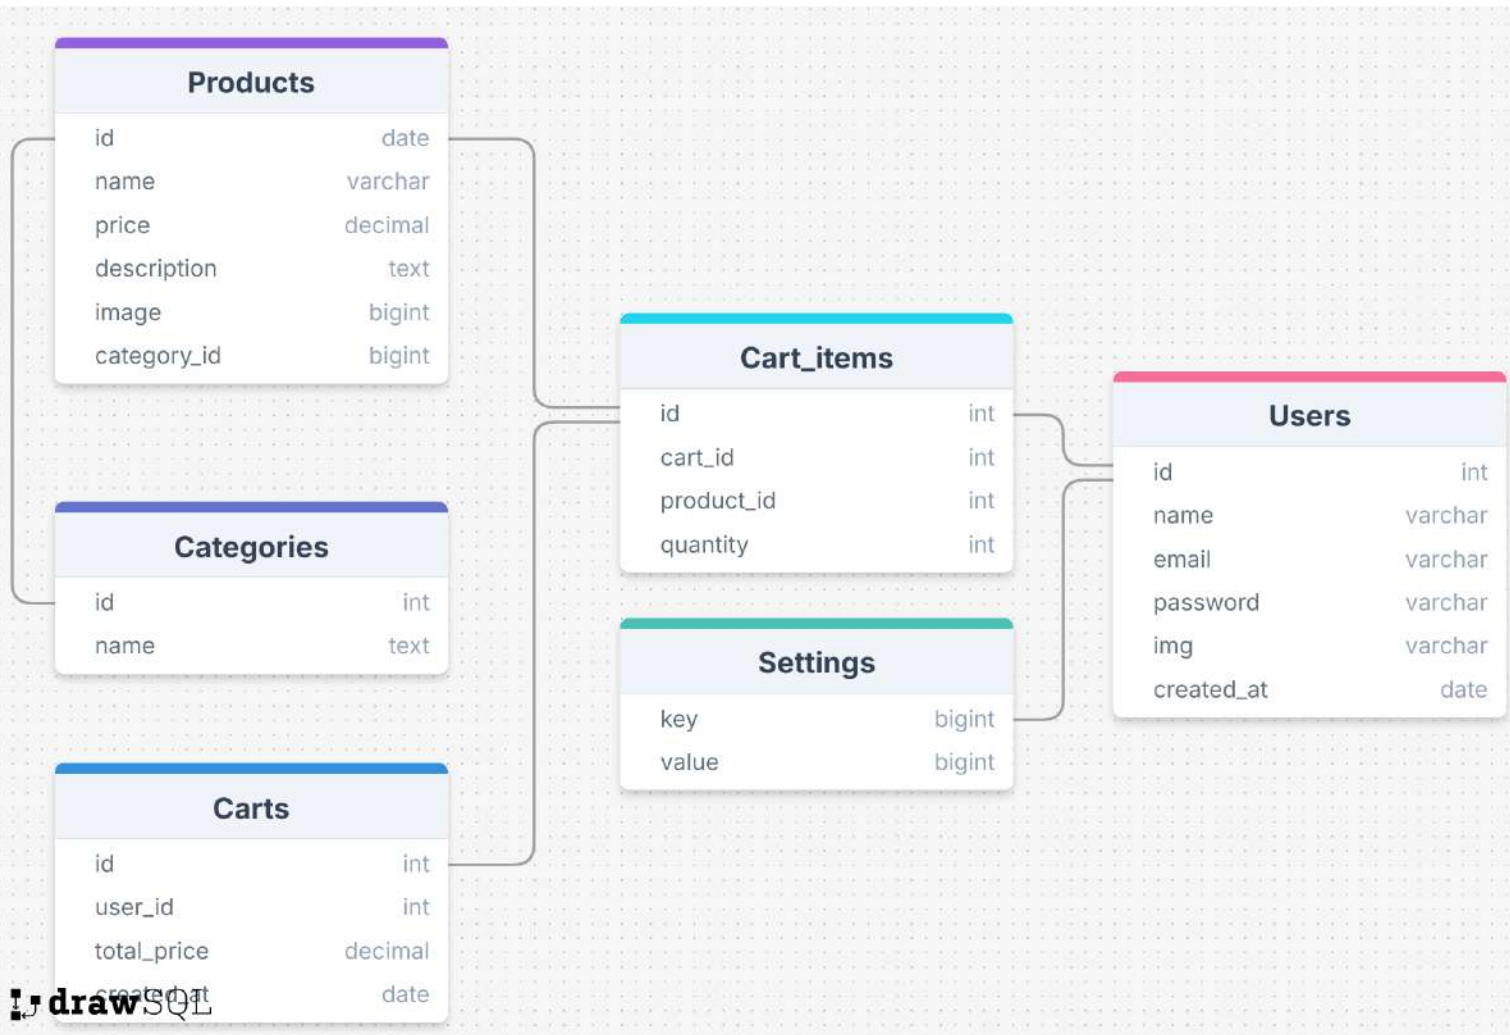 Products
id date
name varchar
price decimal
description text
image bigint
category_id bigint
Categories
id int
name text
Carts
id int
user_id int
total_price decimal
created_at date
drawSQL
Cart_items
id int
cart_id int
product_id int
quantity int
Settings
key bigint
value bigint
Users
id int
name varchar
email varchar
password varchar
img varchar
created_at date